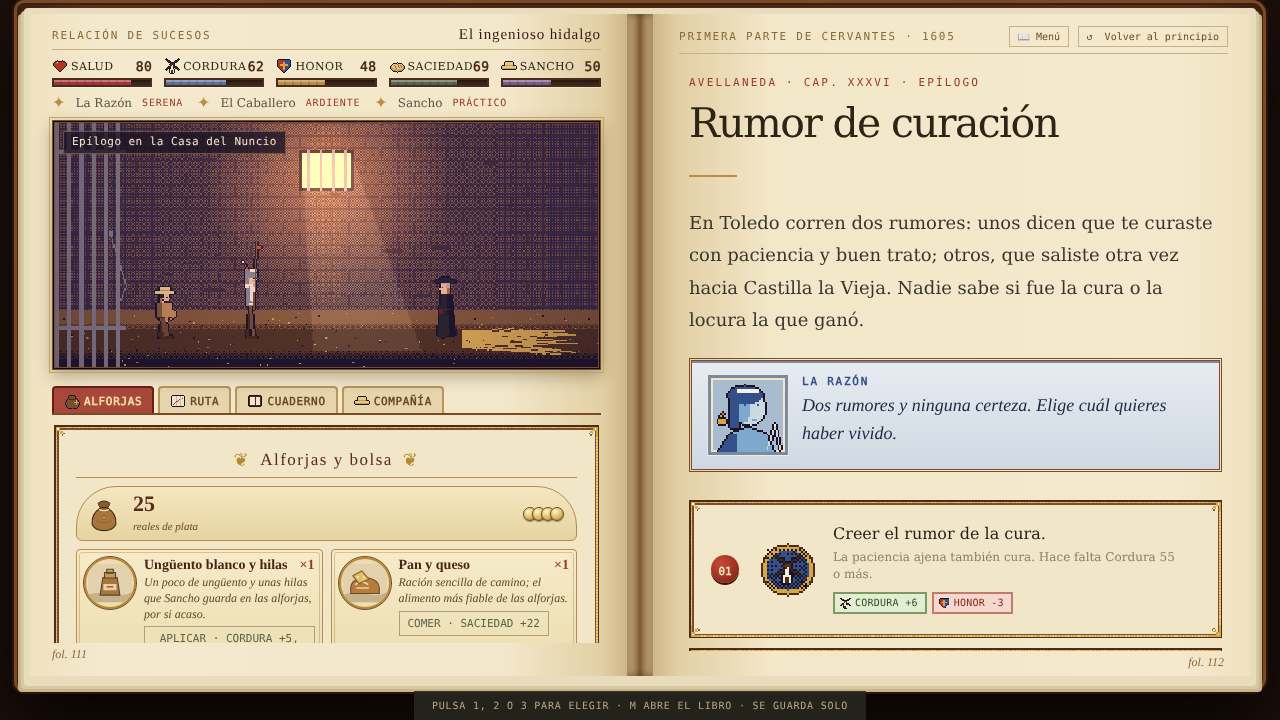 RELACIÓN DE SUCESOS
El ingenioso hidalgo
SALUD 80
CORDURA 62
HONOR 48
SACIEDAD 69
SANCHO 50
La Razón SERENA
El Caballero ARDIENTE
Sancho PRÁCTICO
Epílogo en la Casa del Nuncio
ALFORJAS
RUTA
CUADERNO
COMPAÑÍA
Alforjas y bolsa
25
reales de plata
Ungüento blanco y hilas ×1
Un poco de ungüento y unas hilas
que Sancho guarda en las alforjas,
por si acaso.
APLICAR · CORDURA +5,
Pan y queso ×1
Ración sencilla de camino; el
alimento más fiable de las alforjas.
COMER · SACIEDAD +22
fol. 111
PRIMERA PARTE DE CERVANTES · 1605
Menú
↺ Volver al principio
AVELLANEDA · CAP. XXXVI · EPÍLOGO
Rumor de curación
En Toledo corren dos rumores: unos dicen que te curaste
con paciencia y buen trato; otros, que saliste otra vez
hacia Castilla la Vieja. Nadie sabe si fue la cura o la
locura la que ganó.
LA RAZÓN
Dos rumores y ninguna certeza. Elige cuál quieres
haber vivido.
01
Creer el rumor de la cura.
La paciencia ajena también cura. Hace falta Cordura 55
o más.
CORDURA +6
HONOR -3
fol. 112
PULSA 1, 2 O 3 PARA ELEGIR · M ABRE EL LIBRO · SE GUARDA SOLO